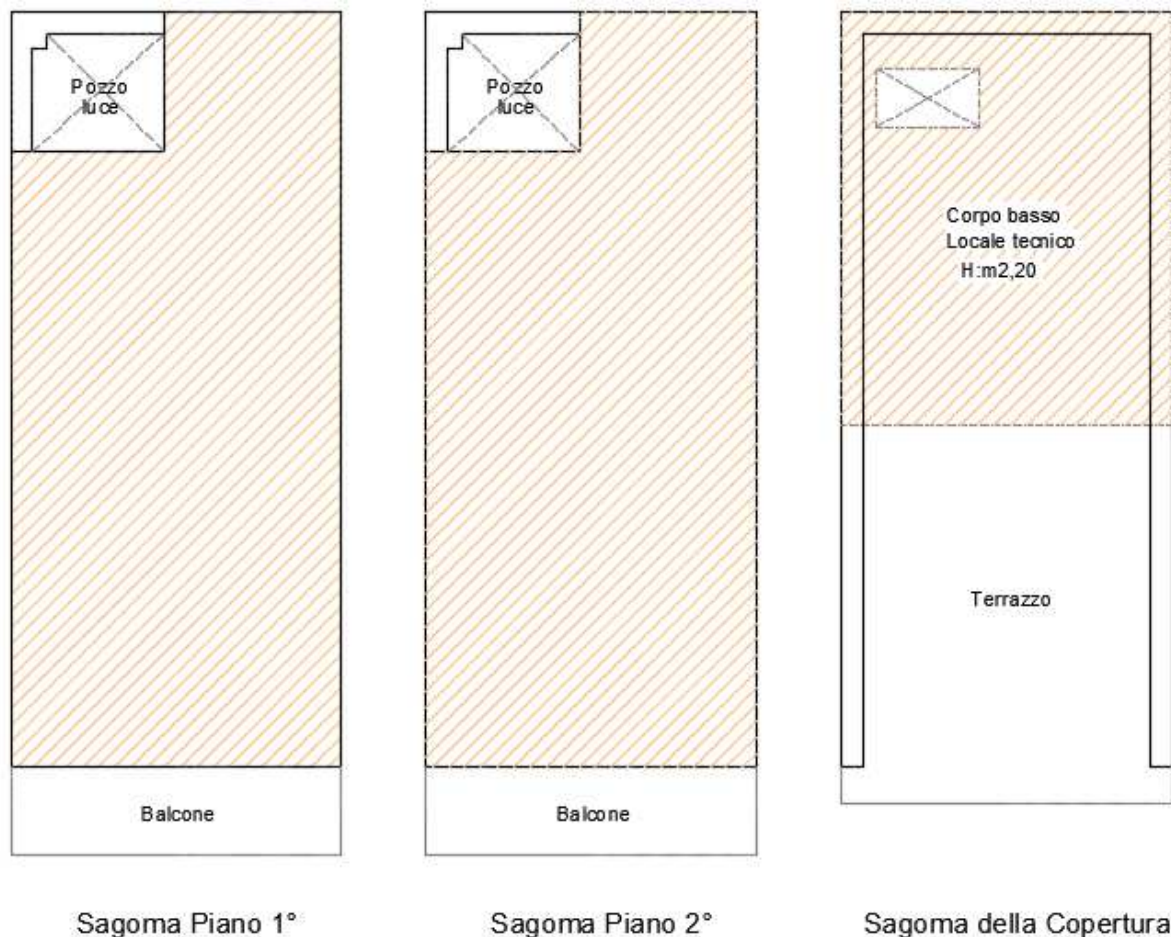 Pozzo
luce
Balcone
Sagoma Piano 1°
Pozzo
luce
Balcone
Sagoma Piano 2°
Corpo basso
Locale tecnico
H:m2,20
Terrazzo
Sagoma della Copertura